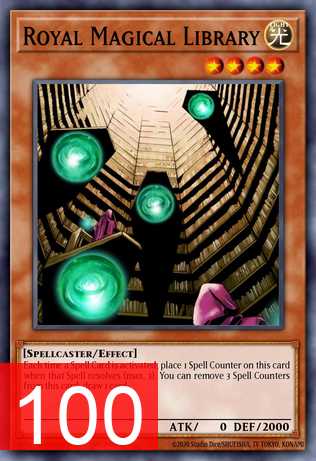 Royal Magical Library
LIGHT
光
[Spellcaster/Effect]
Each time a Spell Card is activated, place 1 Spell Counter on this card
when that Spell resolves (max. 3). You can remove 3 Spell Counters
from this card; draw 1 card.
100
ATK/ 0 DEF/2000
©2020 Studio Dice/SHUEISHA, TV TOKYO, KONAMI